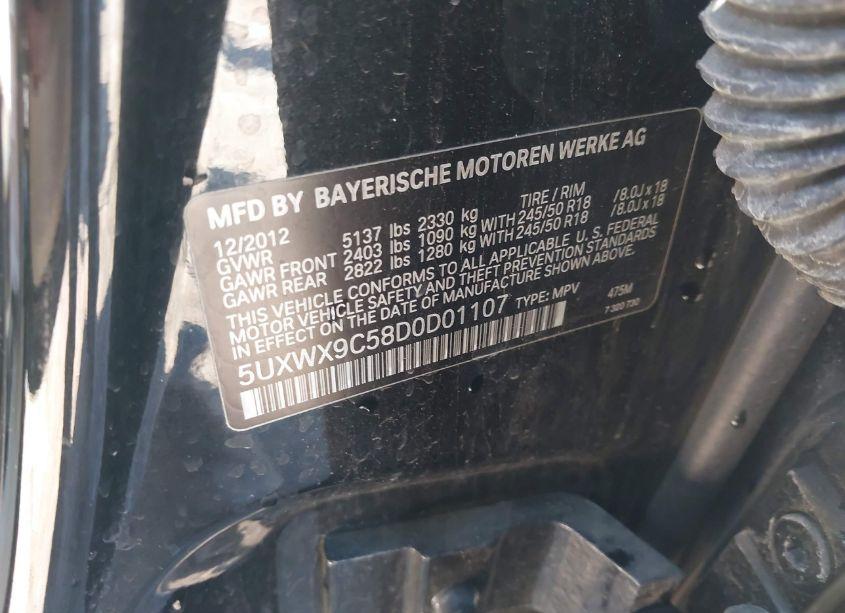 MFD BY BAYERISCHE MOTOREN WERKE AG
12/2012 TIRE / RIM
GVWR 5137 lbs 2330 kg
GAWR FRONT 2403 lbs 1090 kg WITH 245/50 R18 /8.0J x 18
GAWR REAR 2822 lbs 1280 kg WITH 245/50 R18 /8.0J x 18
THIS VEHICLE CONFORMS TO ALL APPLICABLE U. S. FEDERAL
MOTOR VEHICLE SAFETY AND THEFT PREVENTION STANDARDS
IN EFFECT ON THE DATE OF MANUFACTURE SHOWN ABOVE.
5UXWX9C58D0D01107 TYPE: MPV 475M
7 320 730